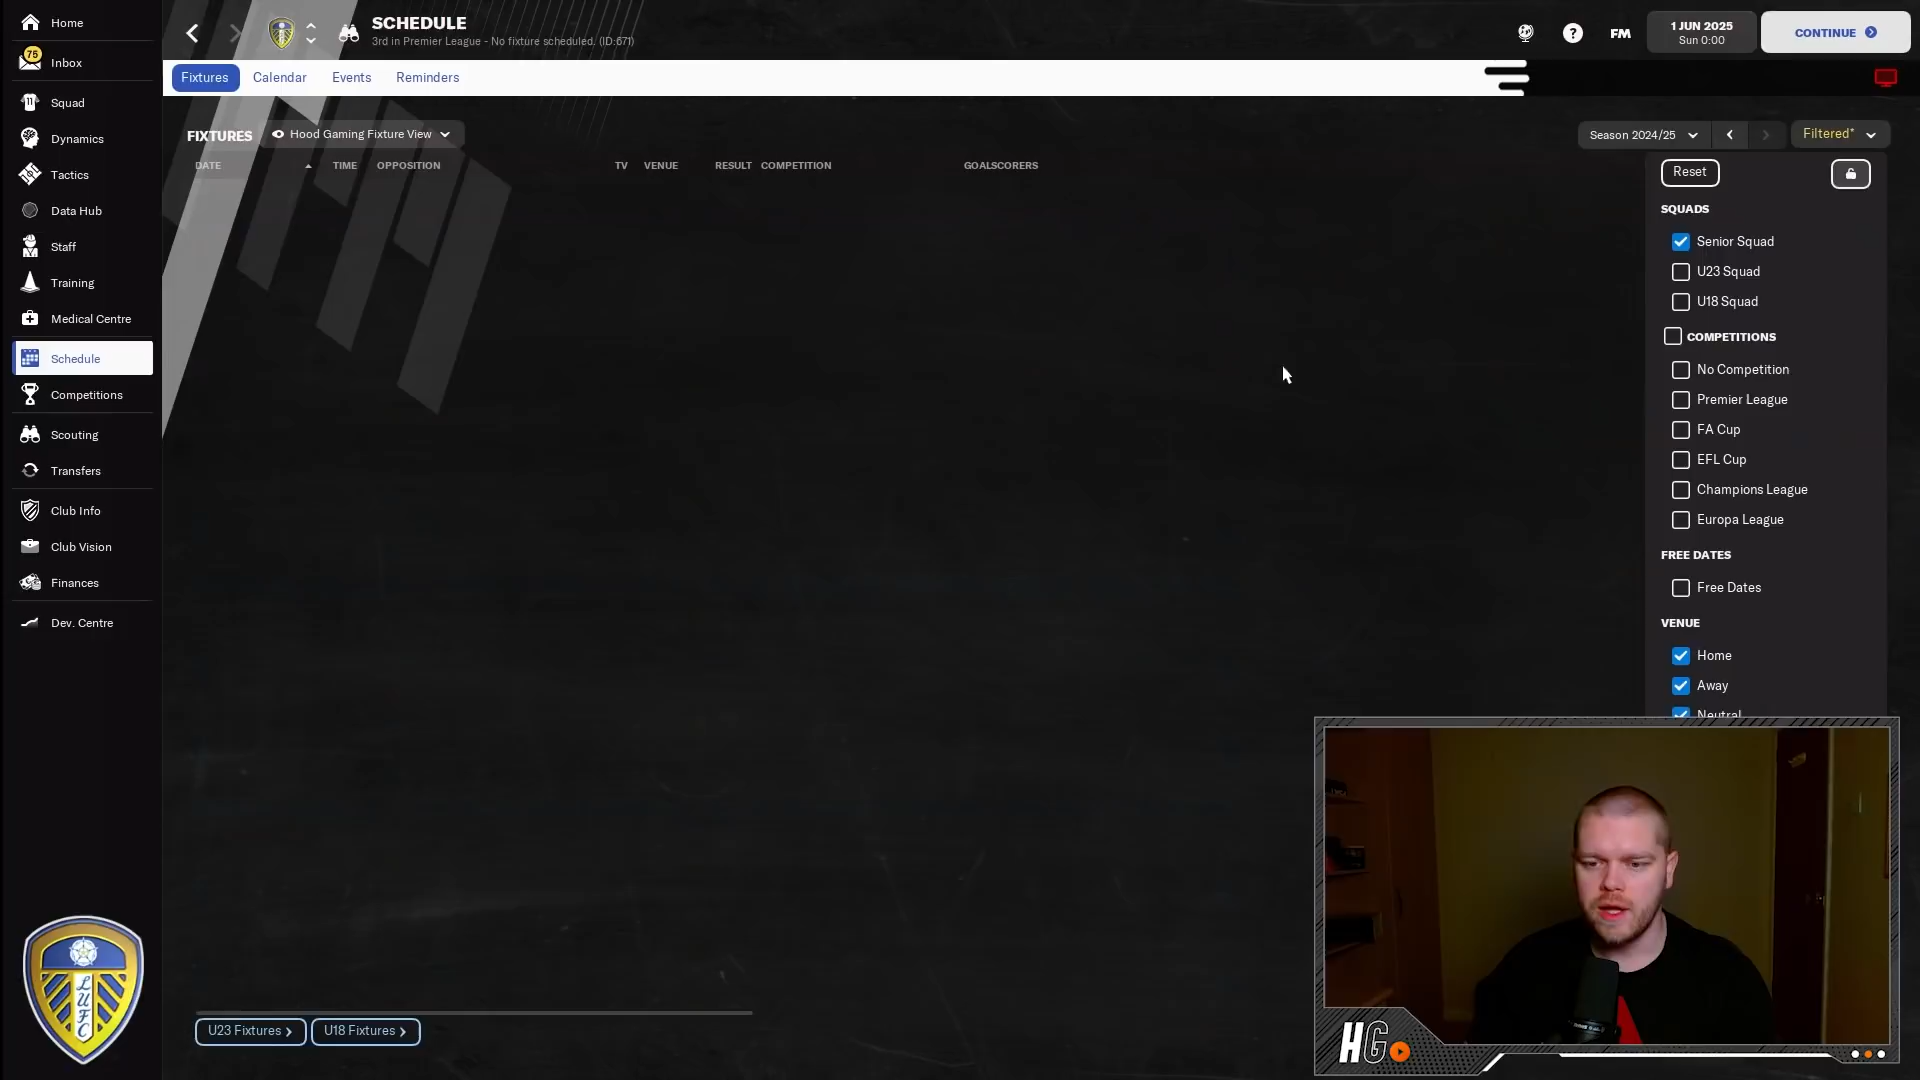 Home
75
Inbox
Squad
Dynamics
Tactics
Data Hub
Staff
Training
Medical Centre
Schedule
Competitions
Scouting
Transfers
Club Info
Club Vision
Finances
Dev. Centre
LUFC
SCHEDULE
3rd in Premier League - No fixture scheduled. (ID:671)
FM
1 JUN 2025
Sun 0:00
CONTINUE
Fixtures
Calendar
Events
Reminders
FIXTURES
Hood Gaming Fixture View
Season 2024/25
Filtered*
DATE
TIME
OPPOSITION
TV
VENUE
RESULT
COMPETITION
GOALSCORERS
Reset
SQUADS
Senior Squad
U23 Squad
U18 Squad
COMPETITIONS
No Competition
Premier League
FA Cup
EFL Cup
Champions League
Europa League
FREE DATES
Free Dates
VENUE
Home
Away
Neutral
U23 Fixtures
U18 Fixtures
HG